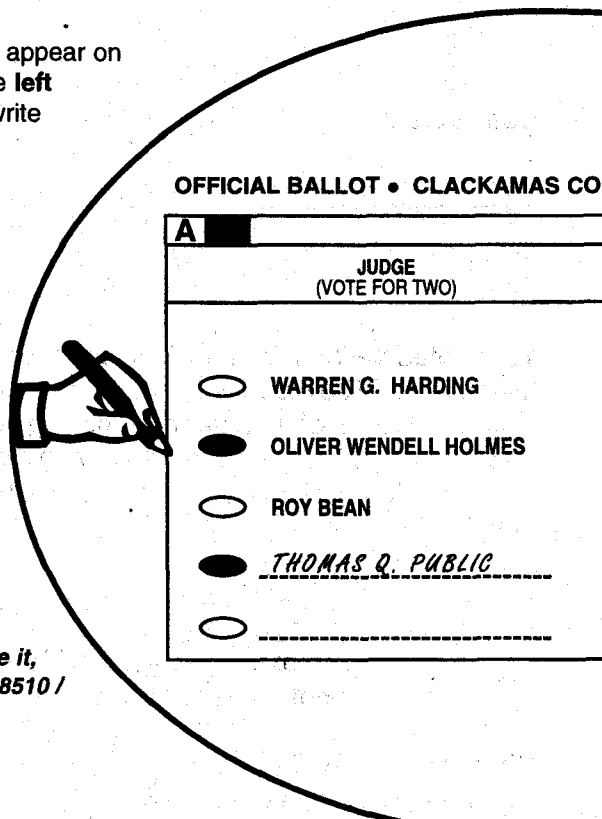 appear on
left
write
OFFICIAL BALLOT • CLACKAMAS CO
A
JUDGE
(VOTE FOR TWO)
WARREN G. HARDING
OLIVER WENDELL HOLMES
ROY BEAN
THOMAS Q. PUBLIC
e it,
8510 /